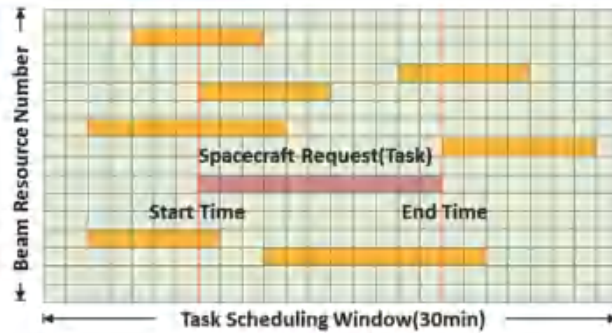 Beam Resource Number
Spacecraft Request(Task)
Start Time
End Time
Task Scheduling Window(30min)